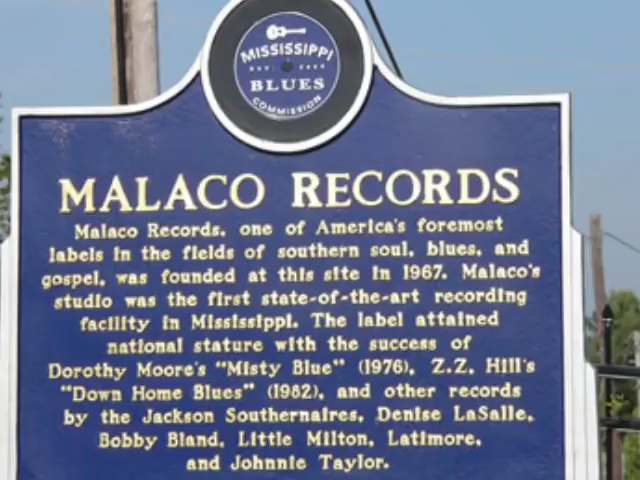 MISSISSIPPI
BLUES
COMMISSION
MALACO RECORDS
Malaco Records, one of America's foremost
labels in the fields of southern soul, blues, and
gospel, was founded at this site in 1967. Malaco's
studio was the first state-of-the-art recording
facility in Mississippi. The label attained
national stature with the success of
Dorothy Moore's "Misty Blue" (1976), Z.Z. Hill's
"Down Home Blues" (1982), and other records
by the Jackson Southernaires, Denise LaSalle,
Bobby Bland, Little Milton, Latimore,
and Johnnie Taylor.